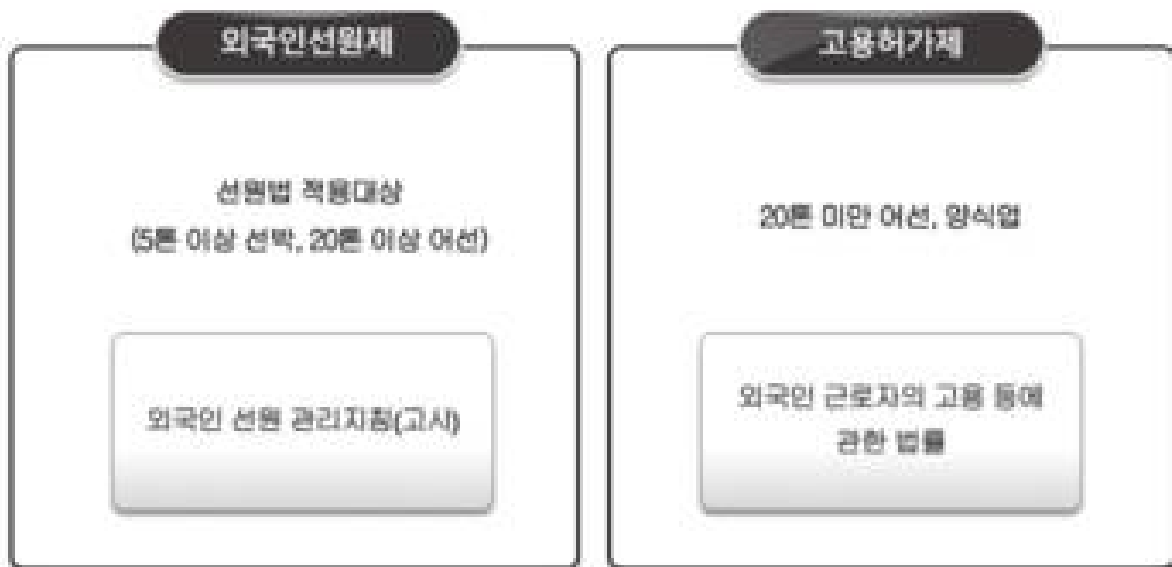 외국인선원제
선원법 적용대상
(5톤 이상 선박, 20톤 이상 어선)
외국인 선원 관리지침(고시)
고용허가제
20톤 미만 어선, 양식업
외국인 근로자의 고용 등에
관한 법률